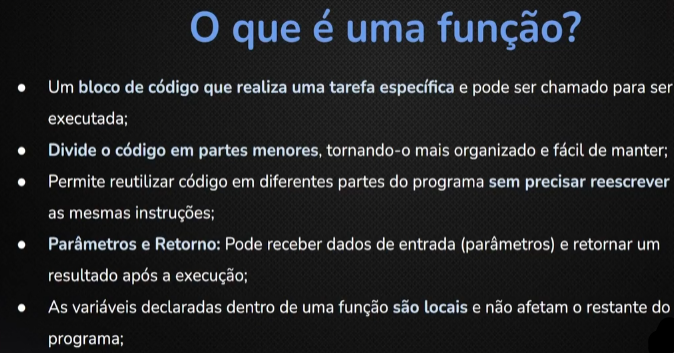 O que é uma função?
● Um bloco de código que realiza uma tarefa específica e pode ser chamado para ser
executada;
● Divide o código em partes menores, tornando-o mais organizado e fácil de manter;
● Permite reutilizar código em diferentes partes do programa sem precisar reescrever
as mesmas instruções;
● Parâmetros e Retorno: Pode receber dados de entrada (parâmetros) e retornar um
resultado após a execução;
● As variáveis declaradas dentro de uma função são locais e não afetam o restante do
programa;